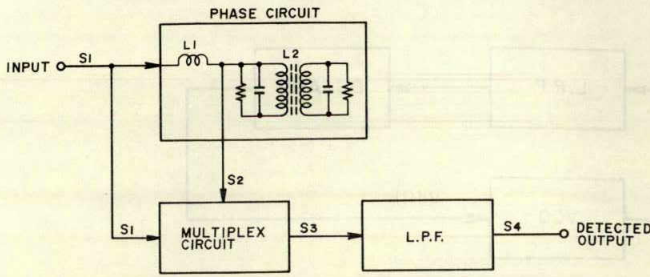 PHASE CIRCUIT
L1
L2
INPUT
S1
S2
S1
MULTIPLEX
CIRCUIT
S3
L.P.F.
S4
DETECTED
OUTPUT